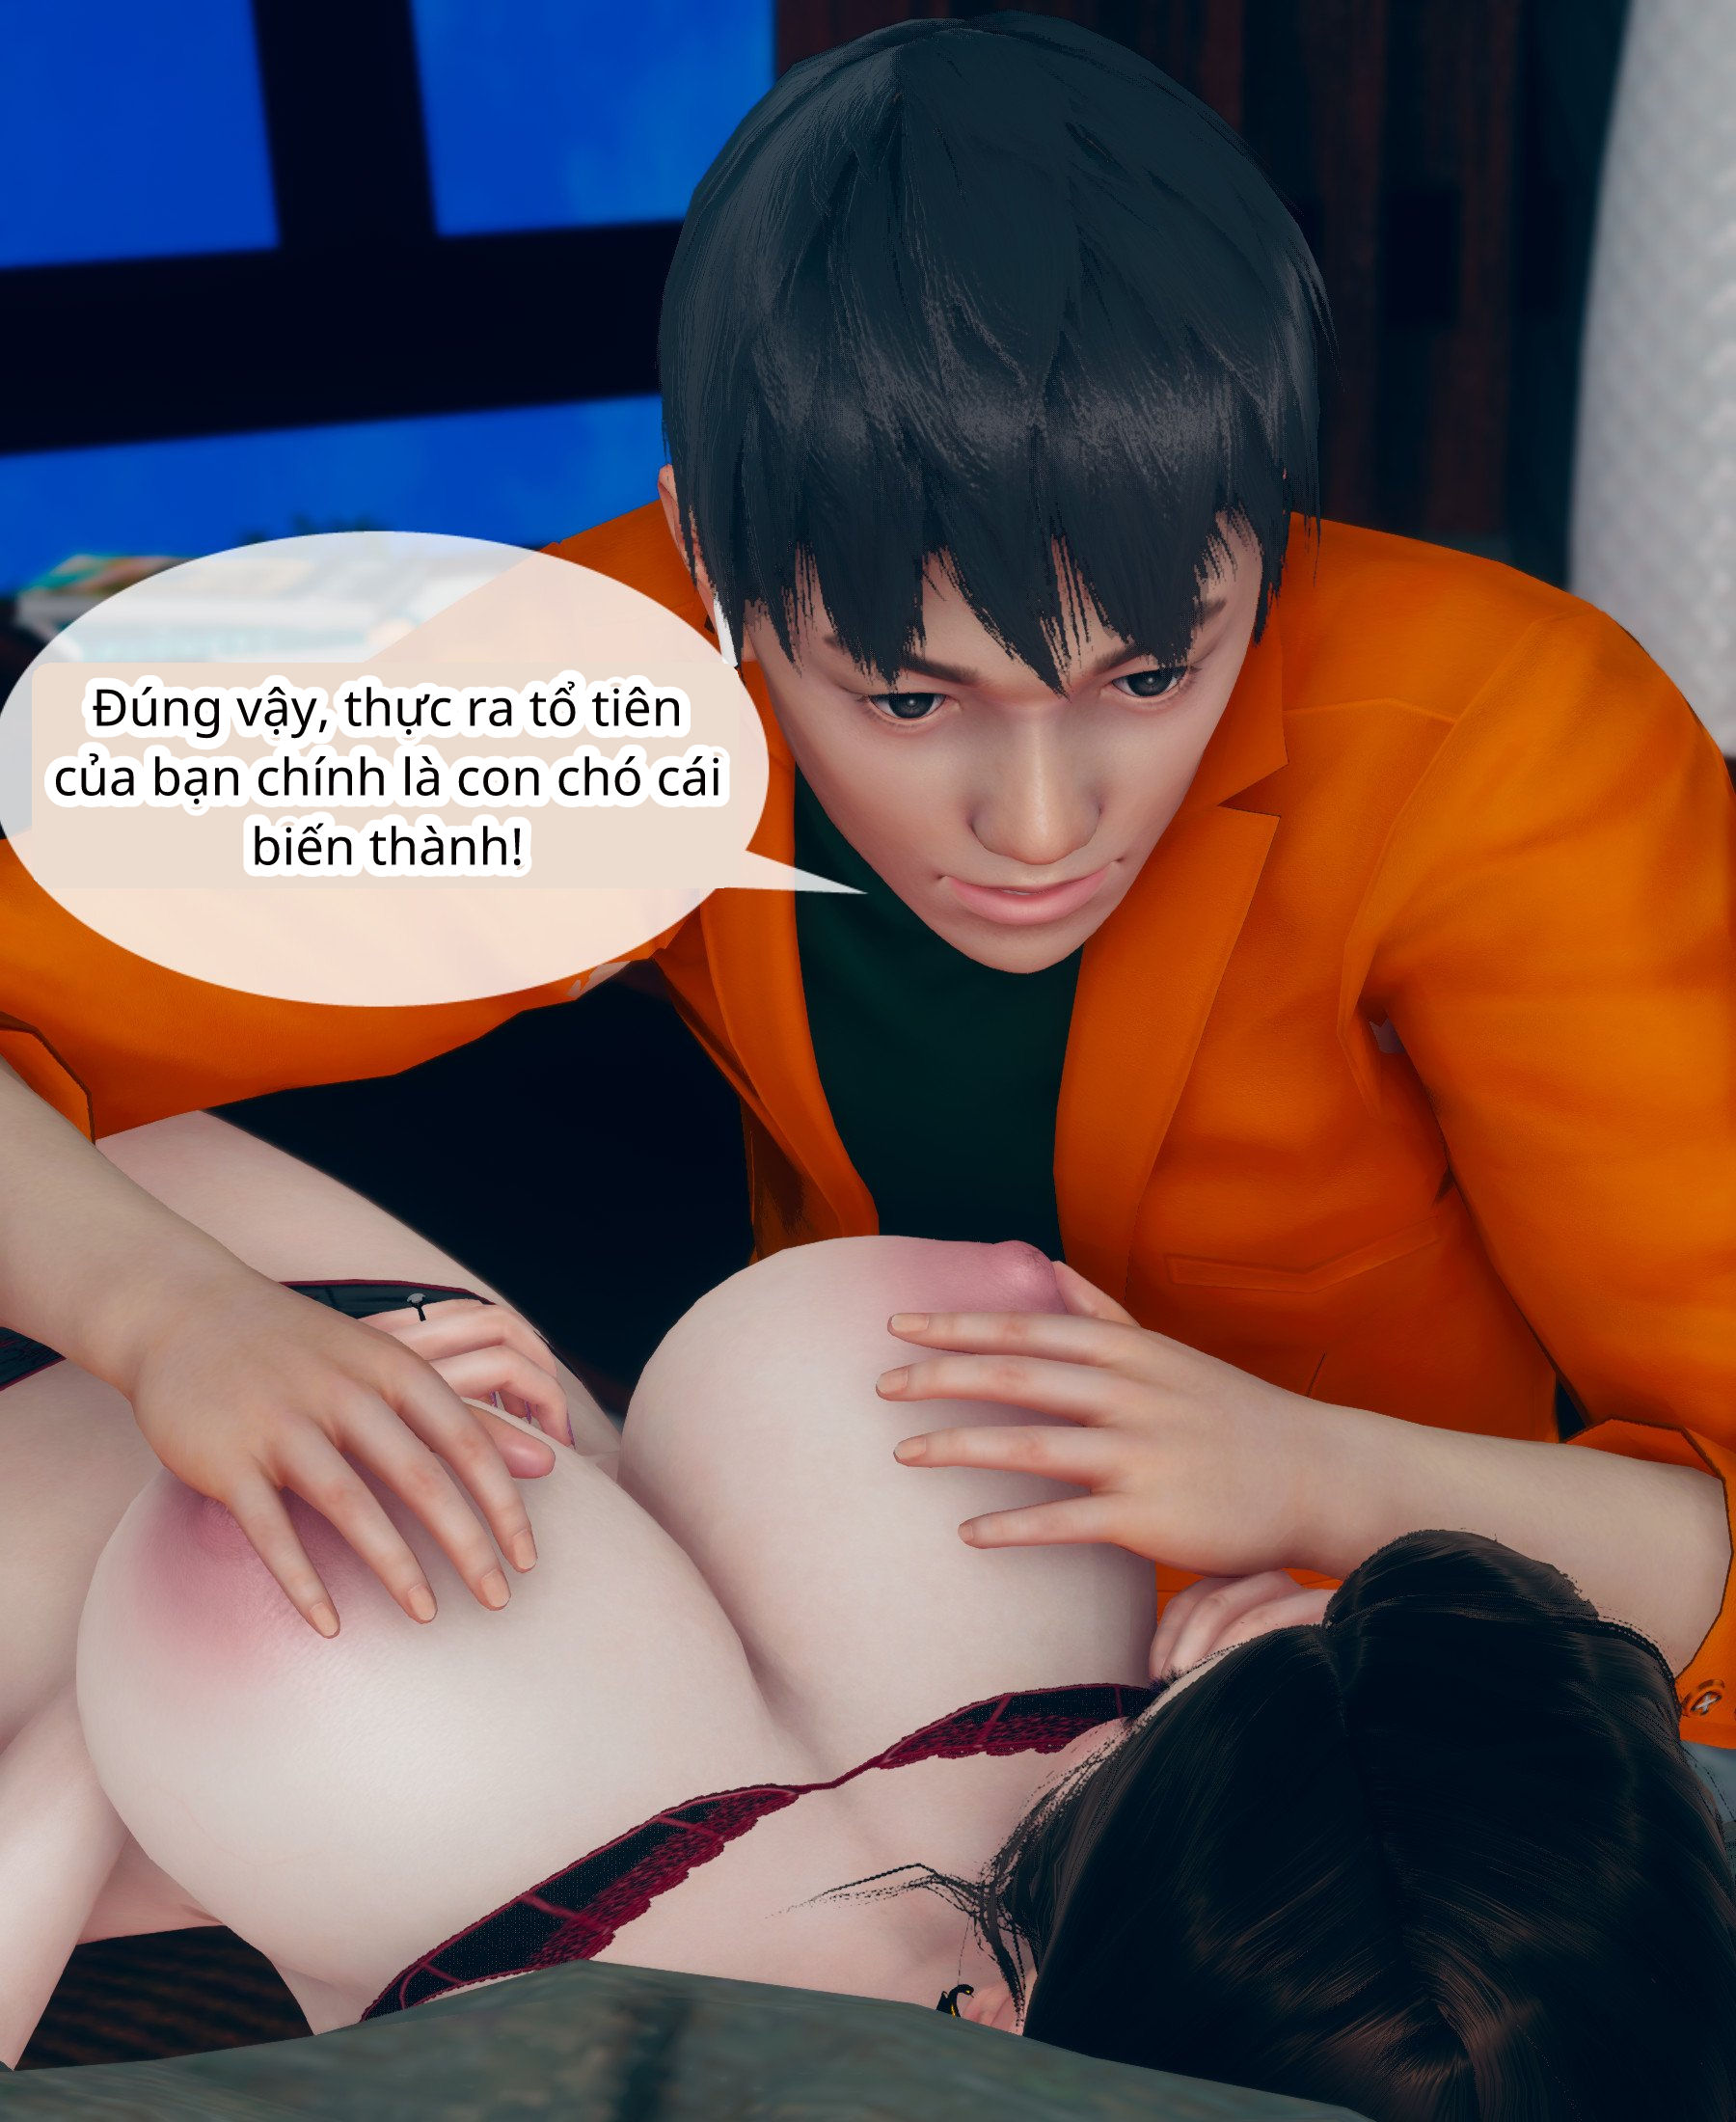 Đúng vậy, thực ra tổ tiên
của bạn chính là con chó cái
biến thành!